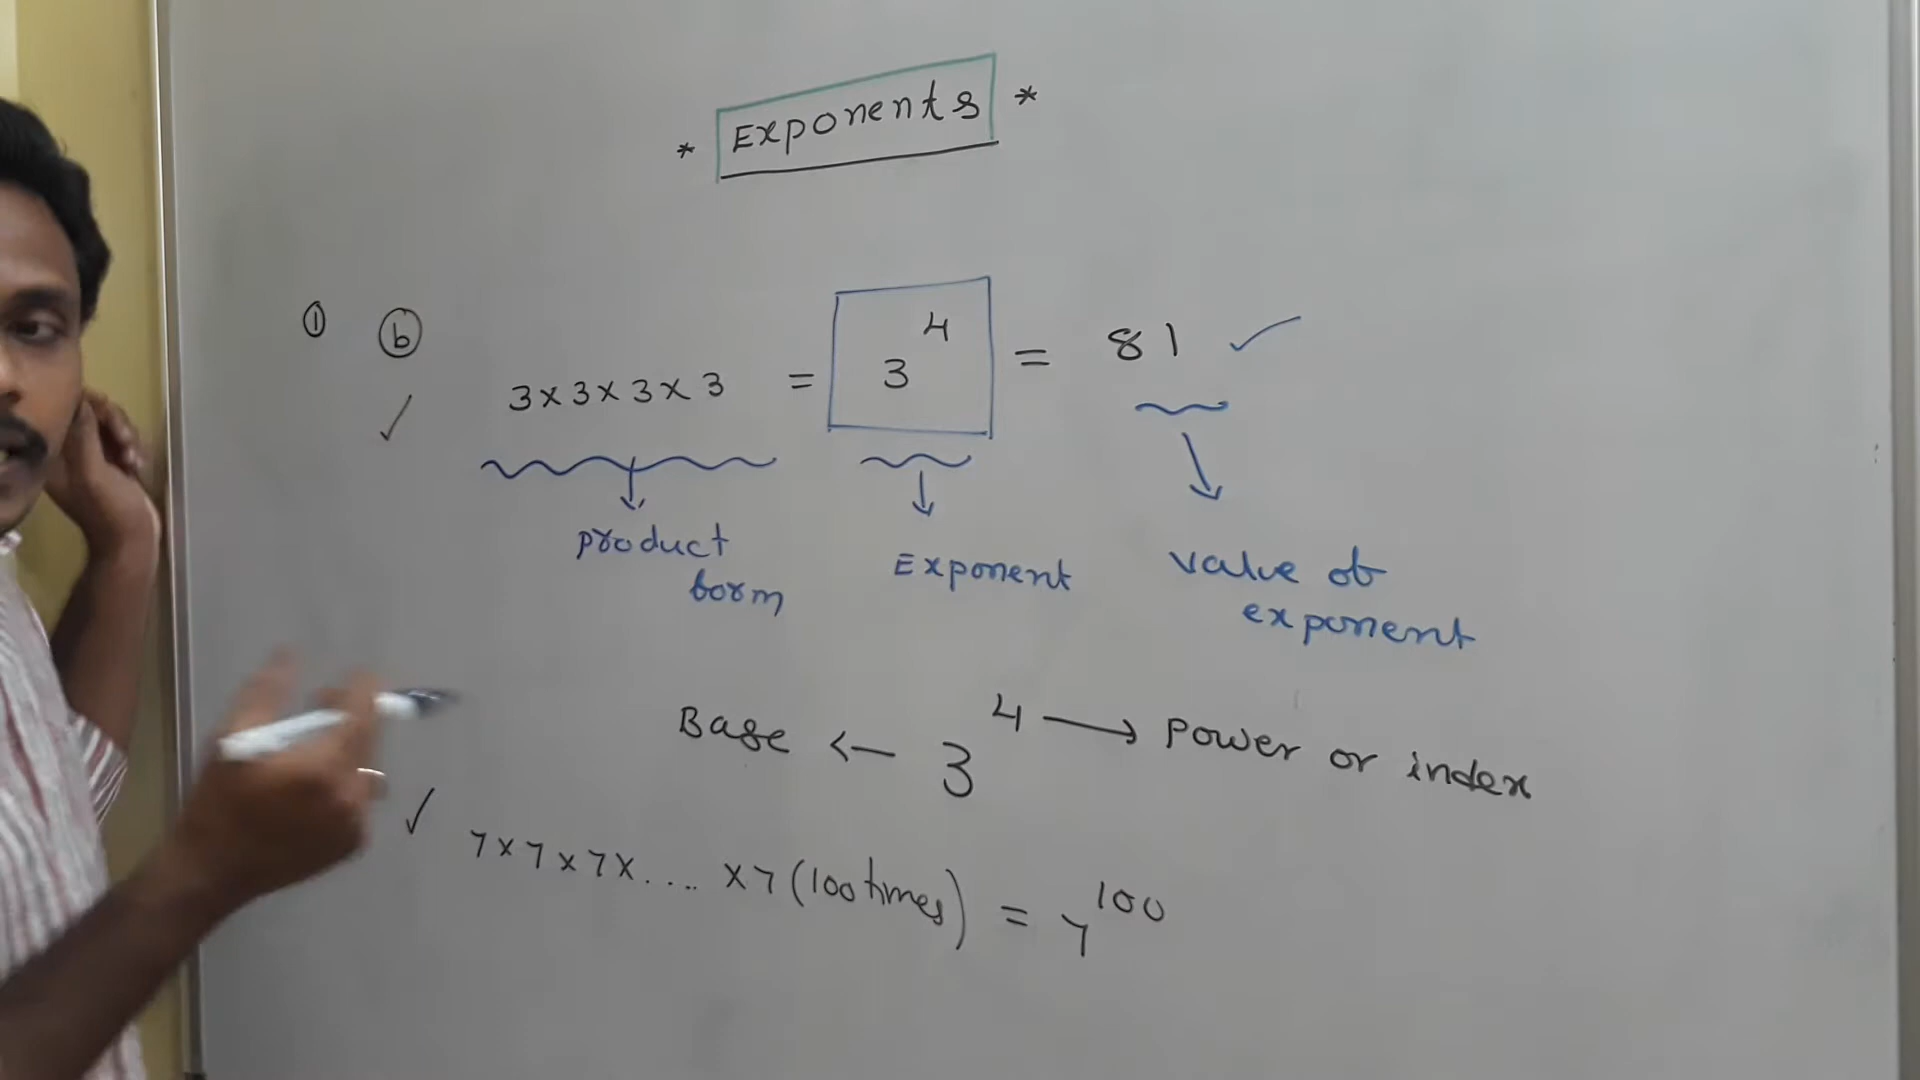 * Exponents *
① ⓑ 3 x 3 x 3 x 3 = 3⁴ = 81 ✓
✓
product form
Exponent
value of exponent
Base ← 3⁴ → Power or index
✓ 7 x 7 x 7 x .... x 7 (100 times) = 7¹⁰⁰